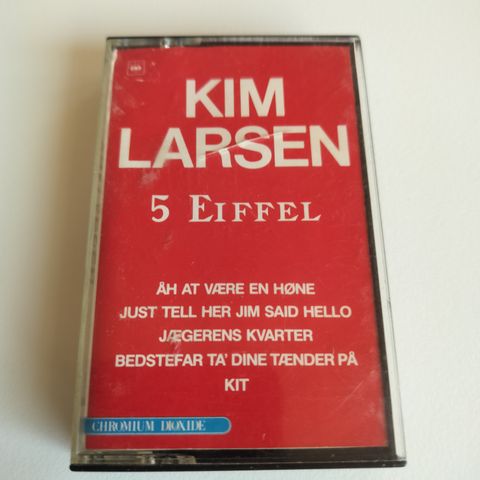 KIM
LARSEN
5 EIFFEL
ÅH AT VÆRE EN HØNE
JUST TELL HER JIM SAID HELLO
JÆGERENS KVARTER
BEDSTEFAR TA' DINE TÆNDER PÅ
KIT
CHROMIUM DIOXIDE